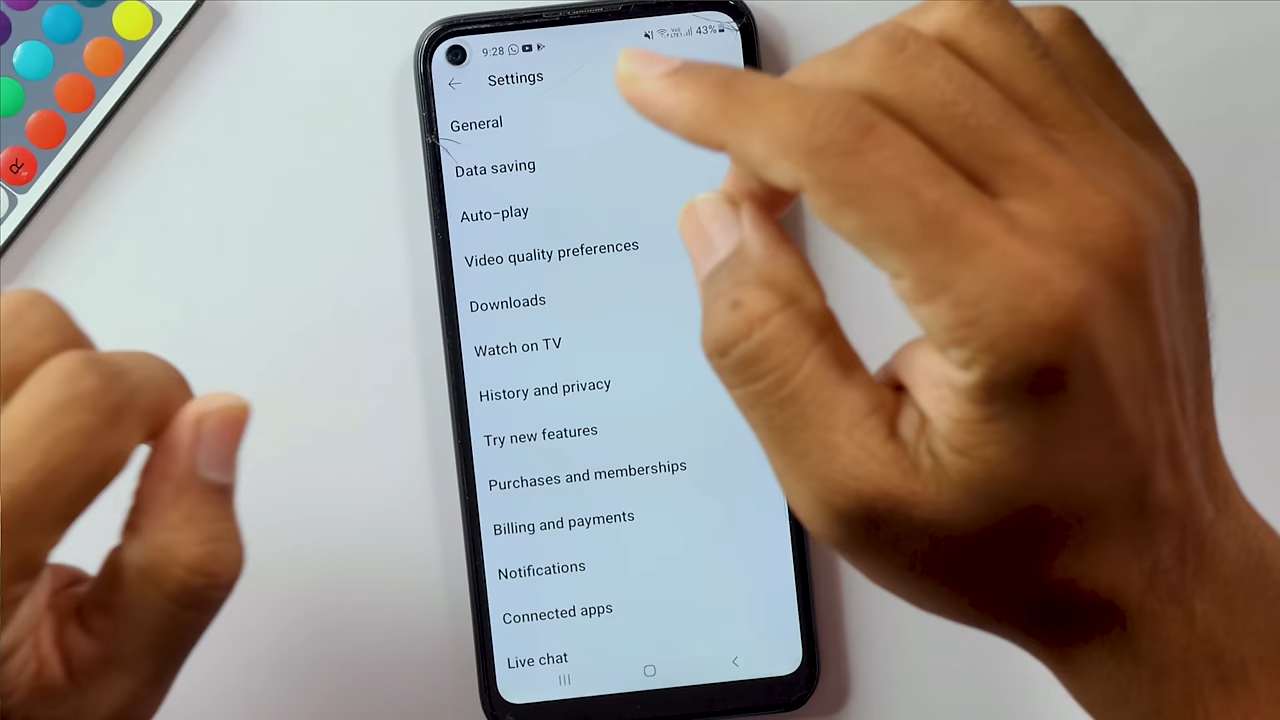 9:28 43%
Settings
General
Data saving
Auto-play
Video quality preferences
Downloads
Watch on TV
History and privacy
Try new features
Purchases and memberships
Billing and payments
Notifications
Connected apps
Live chat
R